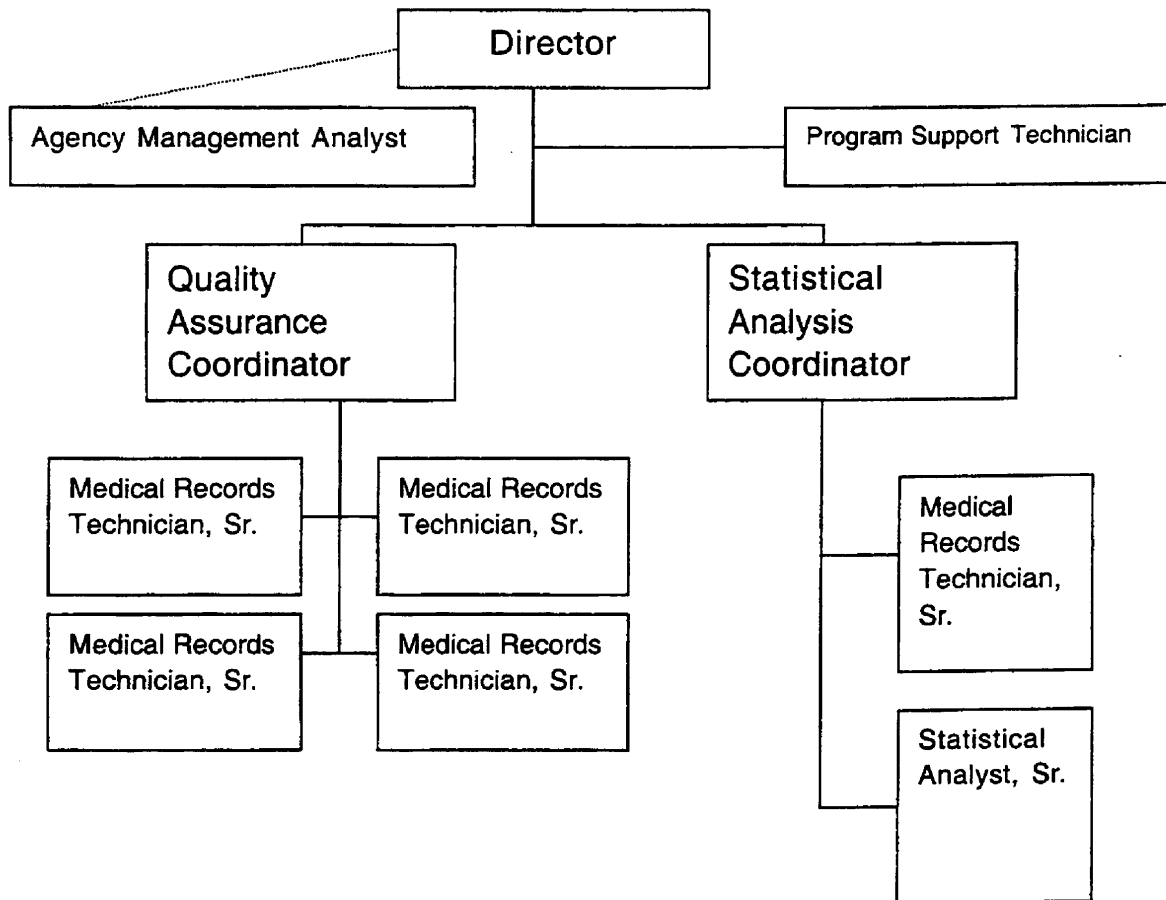 Director
Agency Management Analyst
Program Support Technician
Quality
Assurance
Coordinator
Statistical
Analysis
Coordinator
Medical Records
Technician, Sr.
Medical Records
Technician, Sr.
Medical Records
Technician, Sr.
Medical Records
Technician, Sr.
Medical
Records
Technician,
Sr.
Statistical
Analyst, Sr.